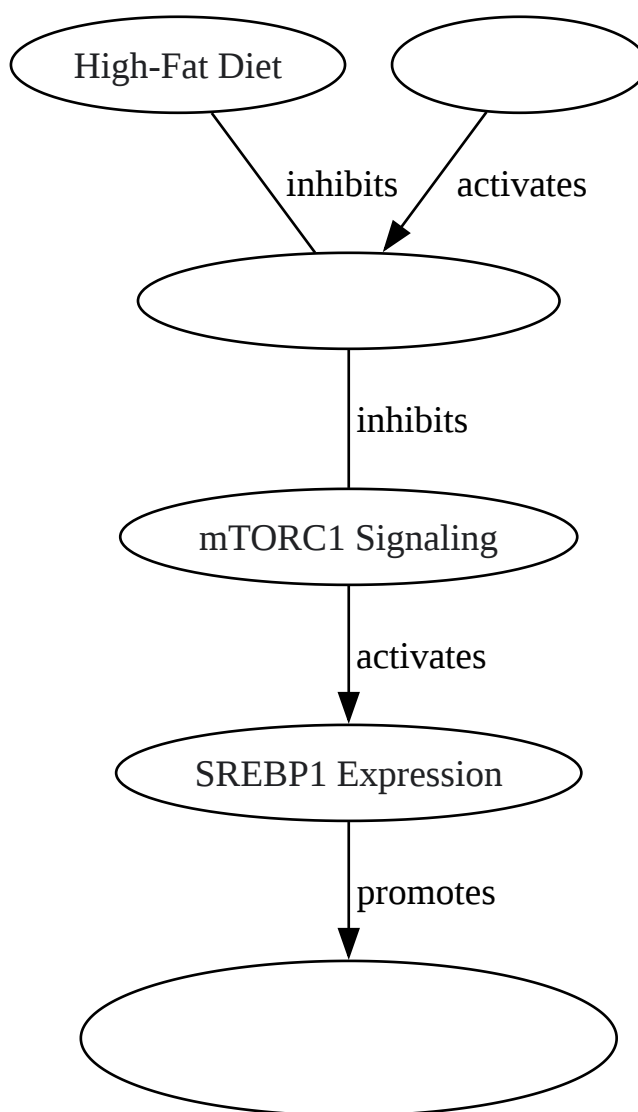 High-Fat Diet
inhibits
activates
inhibits
mTORC1 Signaling
activates
SREBP1 Expression
promotes